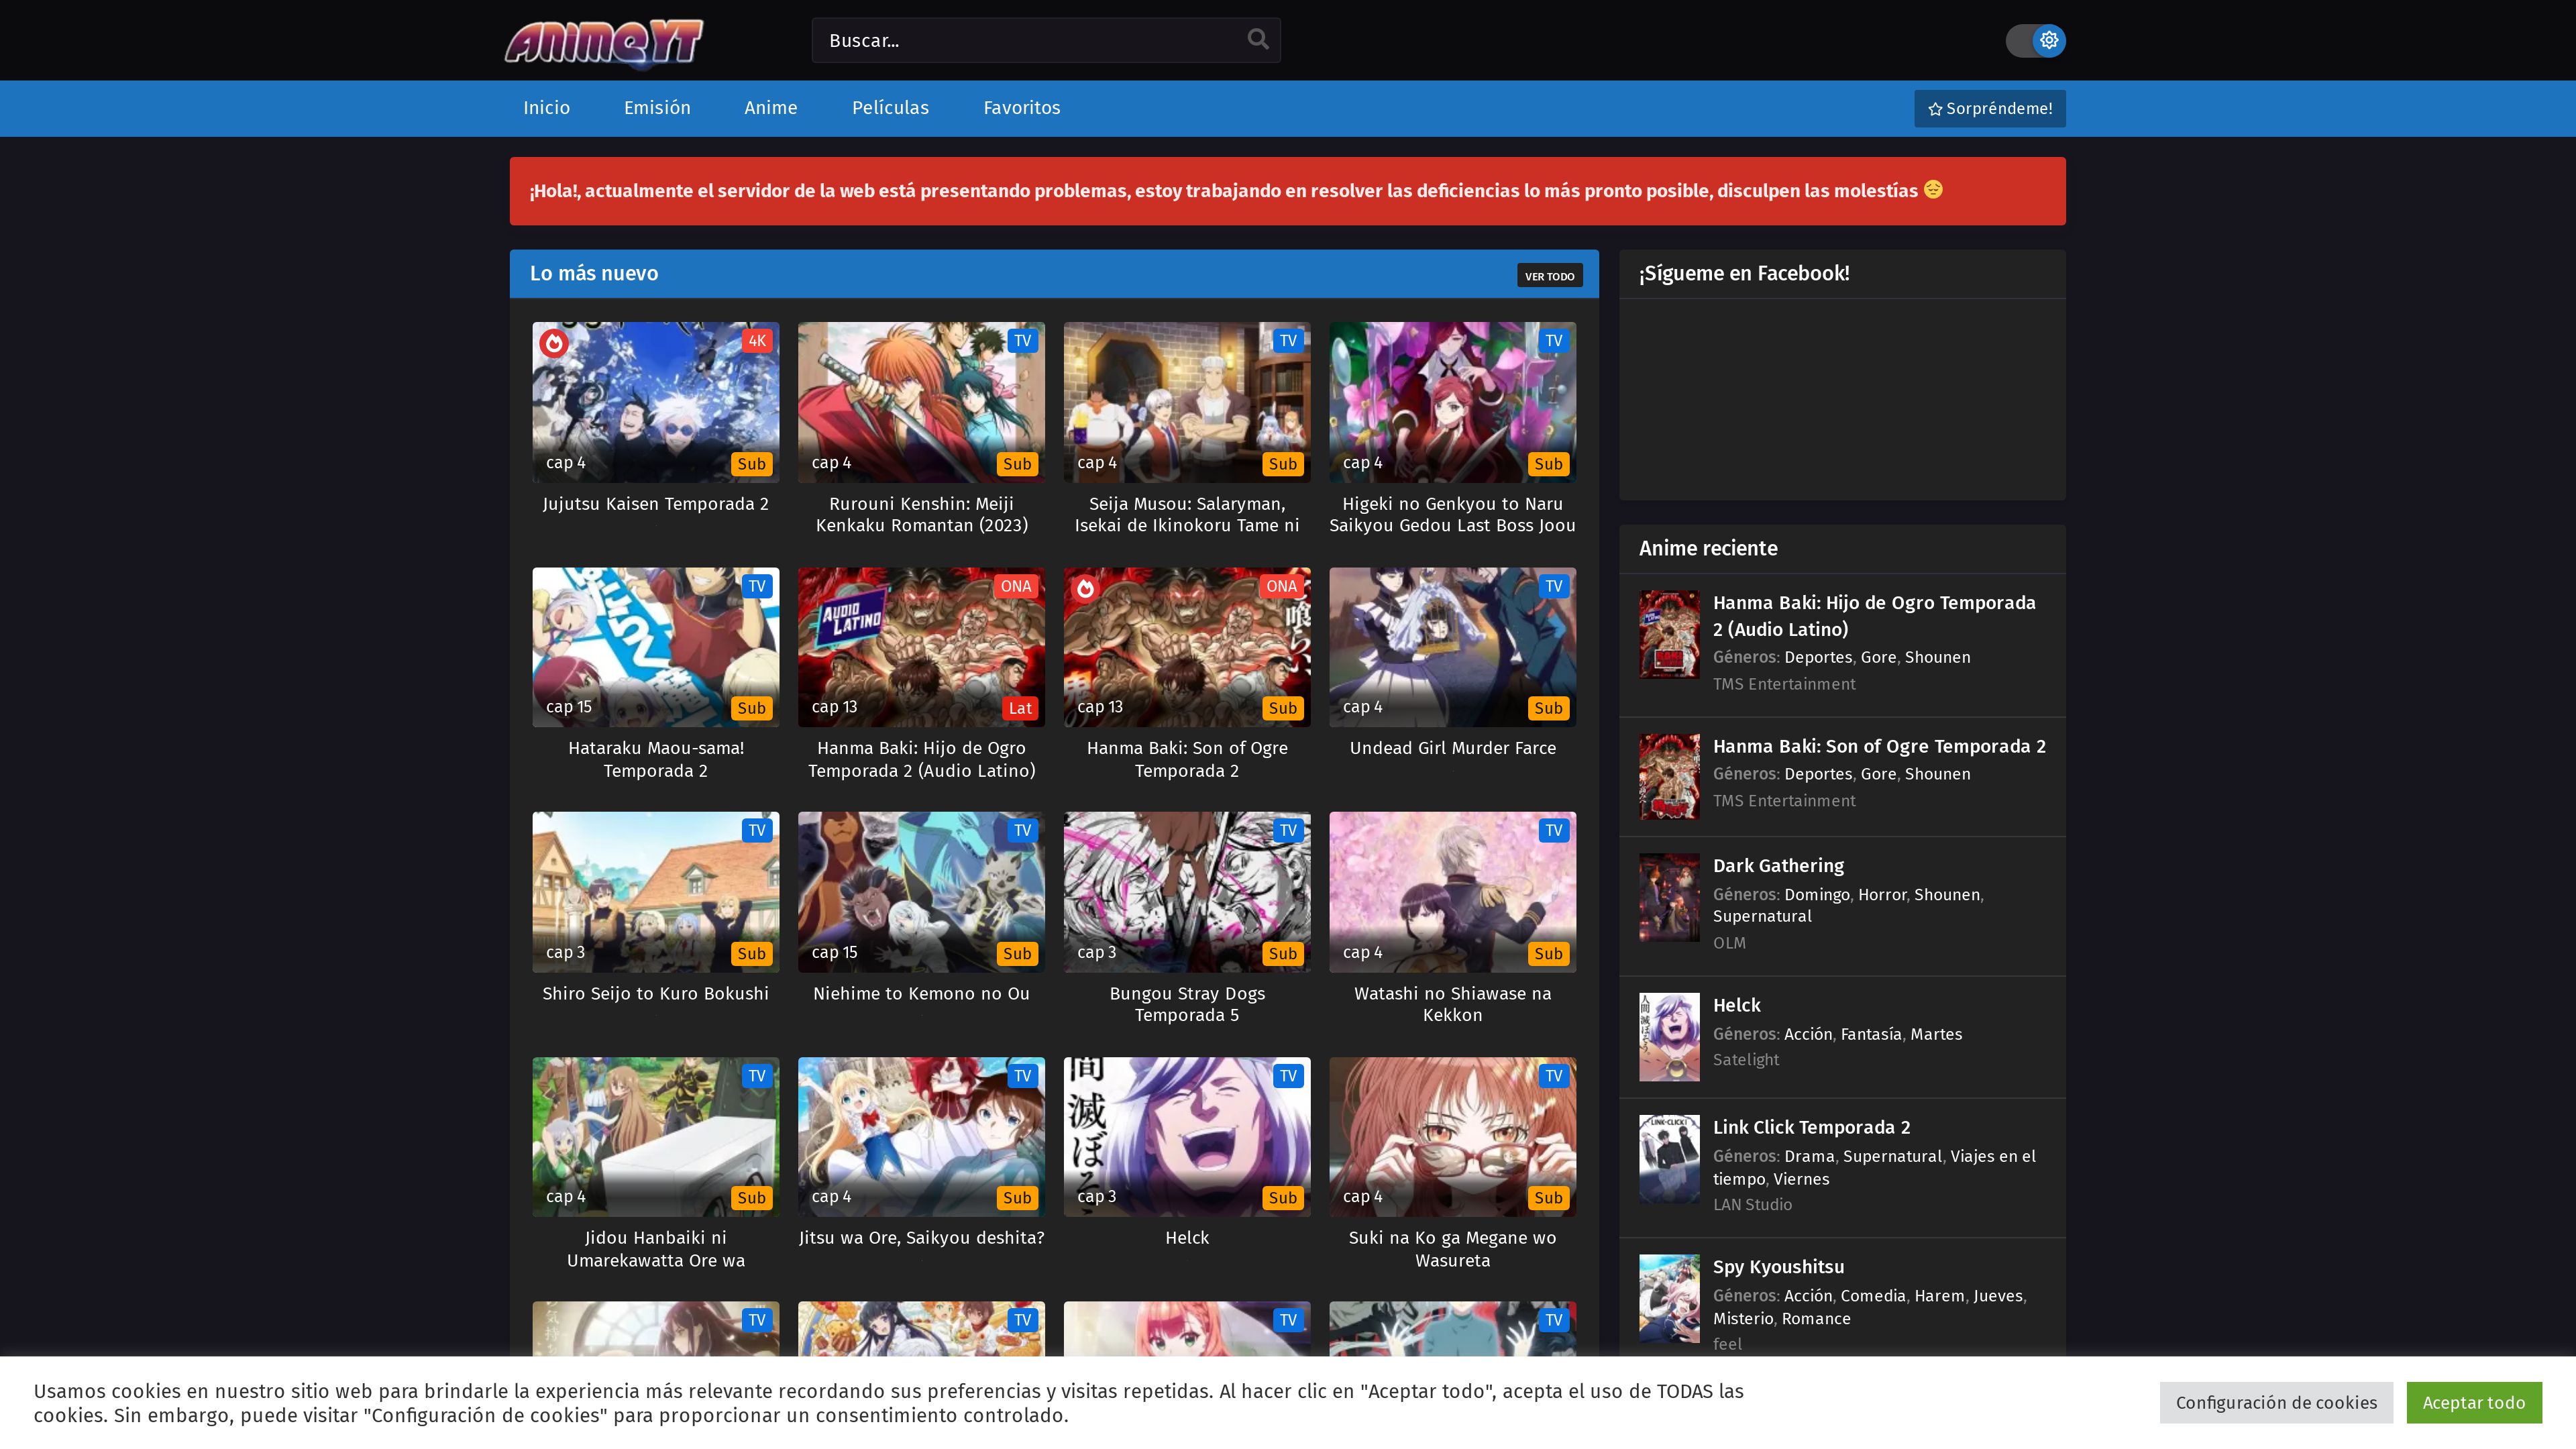 AnimeYT
Buscar...
Inicio
Emisión
Anime
Películas
Favoritos
Sorpréndeme!
¡Hola!, actualmente el servidor de la web está presentando problemas, estoy trabajando en resolver las deficiencias lo más pronto posible, disculpen las molestías 😔
Lo más nuevo
VER TODO
4K
cap 4
Sub
Jujutsu Kaisen Temporada 2
TV
cap 4
Sub
Rurouni Kenshin: Meiji
Kenkaku Romantan (2023)
TV
cap 4
Sub
Seija Musou: Salaryman,
Isekai de Ikinokoru Tame ni
TV
cap 4
Sub
Higeki no Genkyou to Naru
Saikyou Gedou Last Boss Joou
TV
cap 15
Sub
Hataraku Maou-sama!
Temporada 2
AUDIO
LATINO
ONA
cap 13
Lat
Hanma Baki: Hijo de Ogro
Temporada 2 (Audio Latino)
ONA
cap 13
Sub
Hanma Baki: Son of Ogre
Temporada 2
TV
cap 4
Sub
Undead Girl Murder Farce
TV
cap 3
Sub
Shiro Seijo to Kuro Bokushi
TV
cap 15
Sub
Niehime to Kemono no Ou
TV
cap 3
Sub
Bungou Stray Dogs
Temporada 5
TV
cap 4
Sub
Watashi no Shiawase na
Kekkon
TV
cap 4
Sub
Jidou Hanbaiki ni
Umarekawatta Ore wa
TV
cap 4
Sub
Jitsu wa Ore, Saikyou deshita?
間滅ぼそう
TV
cap 3
Sub
Helck
TV
cap 4
Sub
Suki na Ko ga Megane wo
Wasureta
TV
TV
TV
TV
¡Sígueme en Facebook!
Anime reciente
Hanma Baki: Hijo de Ogro Temporada
2 (Audio Latino)
Géneros: Deportes, Gore, Shounen
TMS Entertainment
Hanma Baki: Son of Ogre Temporada 2
Géneros: Deportes, Gore, Shounen
TMS Entertainment
Dark Gathering
Géneros: Domingo, Horror, Shounen,
Supernatural
OLM
Helck
Géneros: Acción, Fantasía, Martes
Satelight
LINK CLICK
Link Click Temporada 2
Géneros: Drama, Supernatural, Viajes en el
tiempo, Viernes
LAN Studio
Spy Kyoushitsu
Géneros: Acción, Comedia, Harem, Jueves,
Misterio, Romance
feel
Usamos cookies en nuestro sitio web para brindarle la experiencia más relevante recordando sus preferencias y visitas repetidas. Al hacer clic en "Aceptar todo", acepta el uso de TODAS las
cookies. Sin embargo, puede visitar "Configuración de cookies" para proporcionar un consentimiento controlado.
Configuración de cookies
Aceptar todo